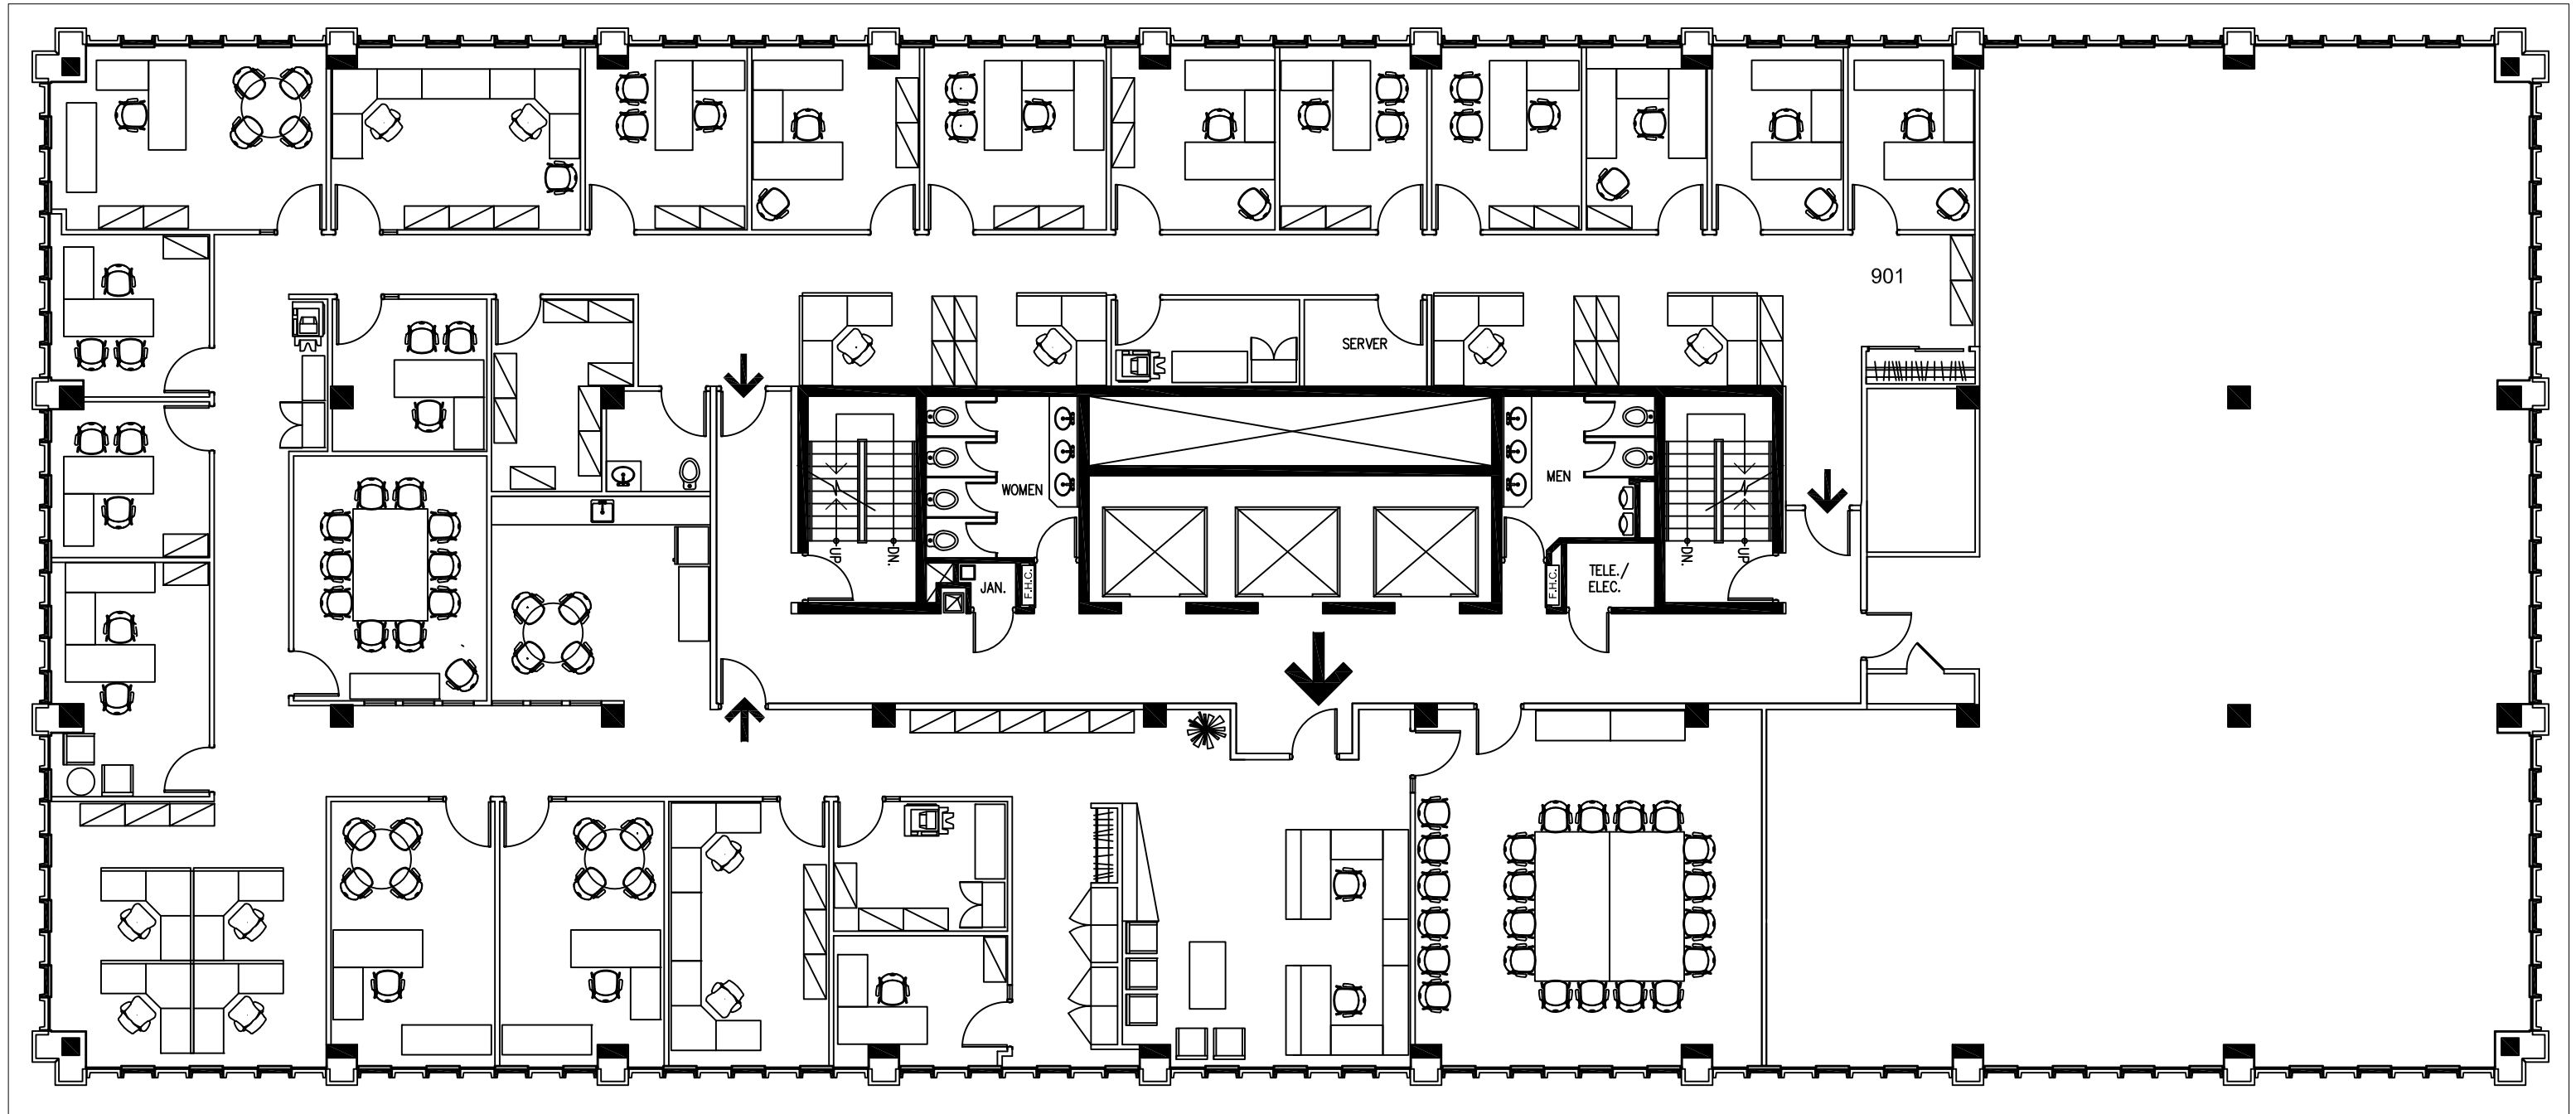 901
SERVER
WOMEN
MEN
UP
DN.
DN.
UP
JAN.
F.H.C.
F.H.C.
TELE./
ELEC.